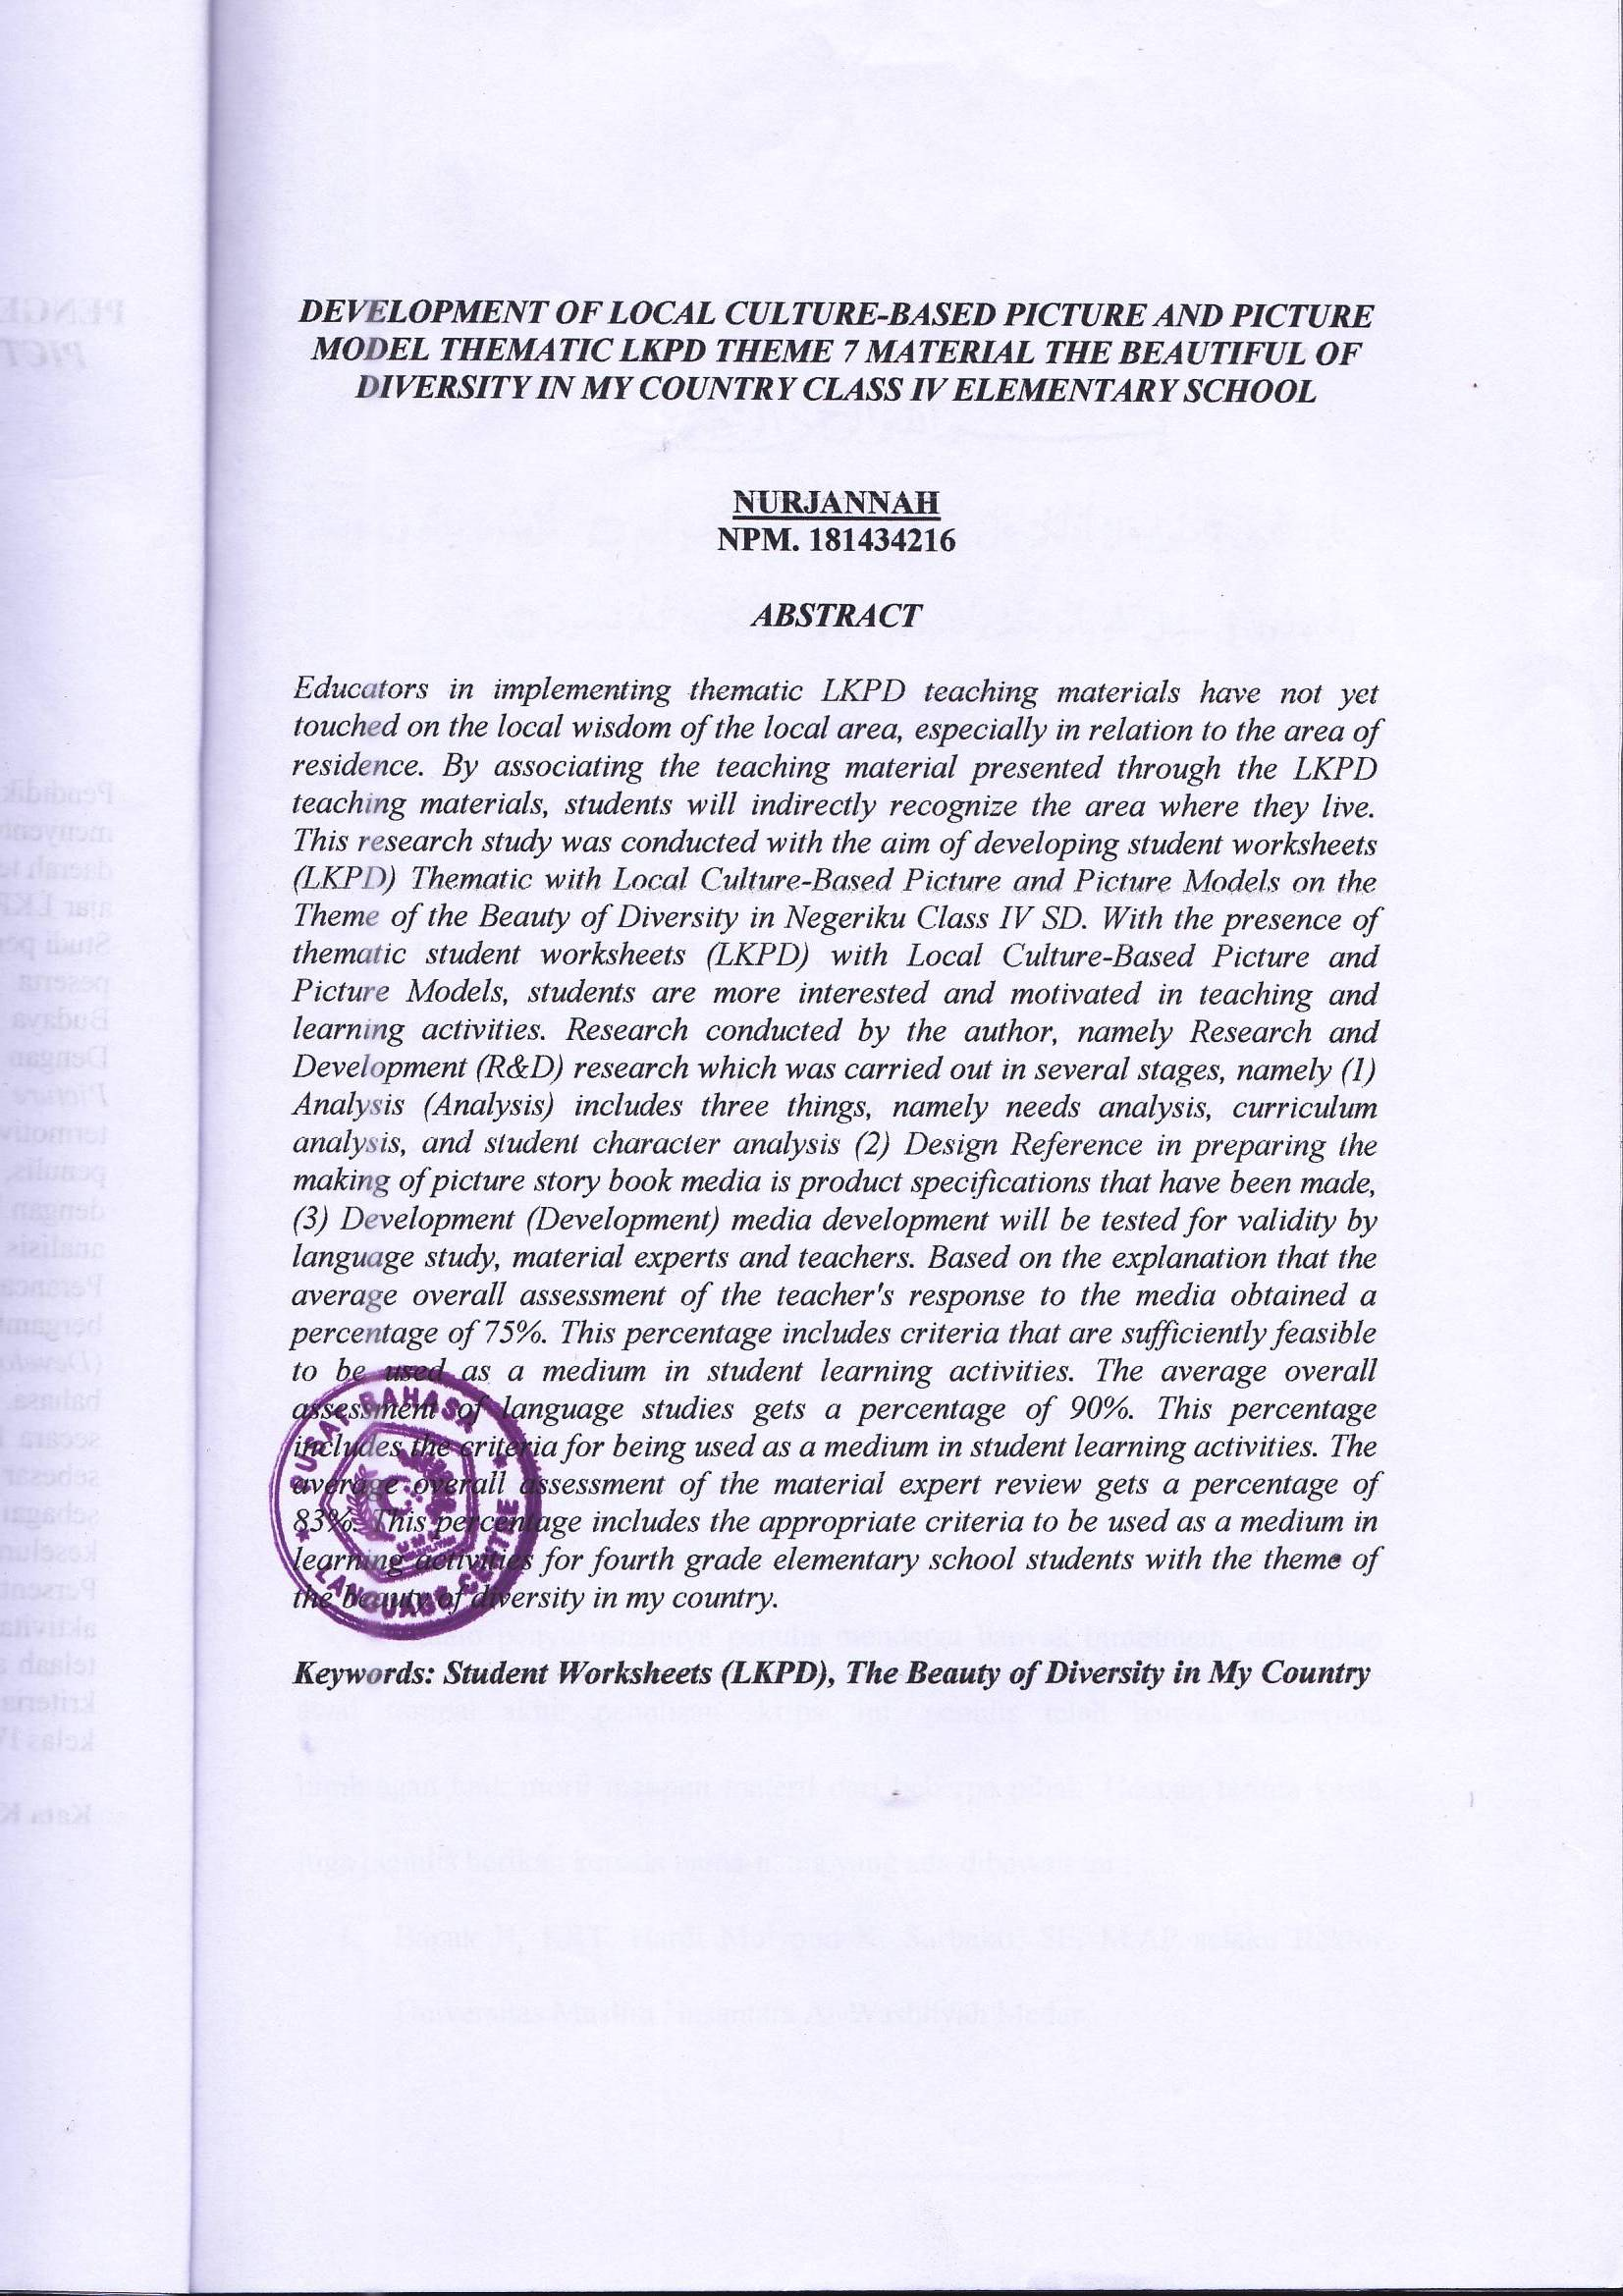 DEVELOPMENT OF LOCAL CULTURE-BASED PICTURE AND PICTURE
MODEL THEMATIC LKPD THEME 7 MATERIAL THE BEAUTIFUL OF
DIVERSITY IN MY COUNTRY CLASS IV ELEMENTARY SCHOOL
NURJANNAH
NPM. 181434216
ABSTRACT
Educators in implementing thematic LKPD teaching materials have not yet
touched on the local wisdom of the local area, especially in relation to the area of
residence. By associating the teaching material presented through the LKPD
teaching materials, students will indirectly recognize the area where they live.
This research study was conducted with the aim of developing student worksheets
(LKPD) Thematic with Local Culture-Based Picture and Picture Models on the
Theme of the Beauty of Diversity in Negeriku Class IV SD. With the presence of
thematic student worksheets (LKPD) with Local Culture-Based Picture and
Picture Models, students are more interested and motivated in teaching and
learning activities. Research conducted by the author, namely Research and
Development (R&D) research which was carried out in several stages, namely (1)
Analysis (Analysis) includes three things, namely needs analysis, curriculum
analysis, and student character analysis (2) Design Reference in preparing the
making of picture story book media is product specifications that have been made,
(3) Development (Development) media development will be tested for validity by
language study, material experts and teachers. Based on the explanation that the
average overall assessment of the teacher's response to the media obtained a
percentage of 75%. This percentage includes criteria that are sufficiently feasible
to be used as a medium in student learning activities. The average overall
assessment of language studies gets a percentage of 90%. This percentage
includes the criteria for being used as a medium in student learning activities. The
average overall assessment of the material expert review gets a percentage of
83%. This percentage includes the appropriate criteria to be used as a medium in
learning activities for fourth grade elementary school students with the theme of
the beauty of diversity in my country.
PUSAT BAHASA
LANGUAGE CENTRE
Keywords: Student Worksheets (LKPD), The Beauty of Diversity in My Country